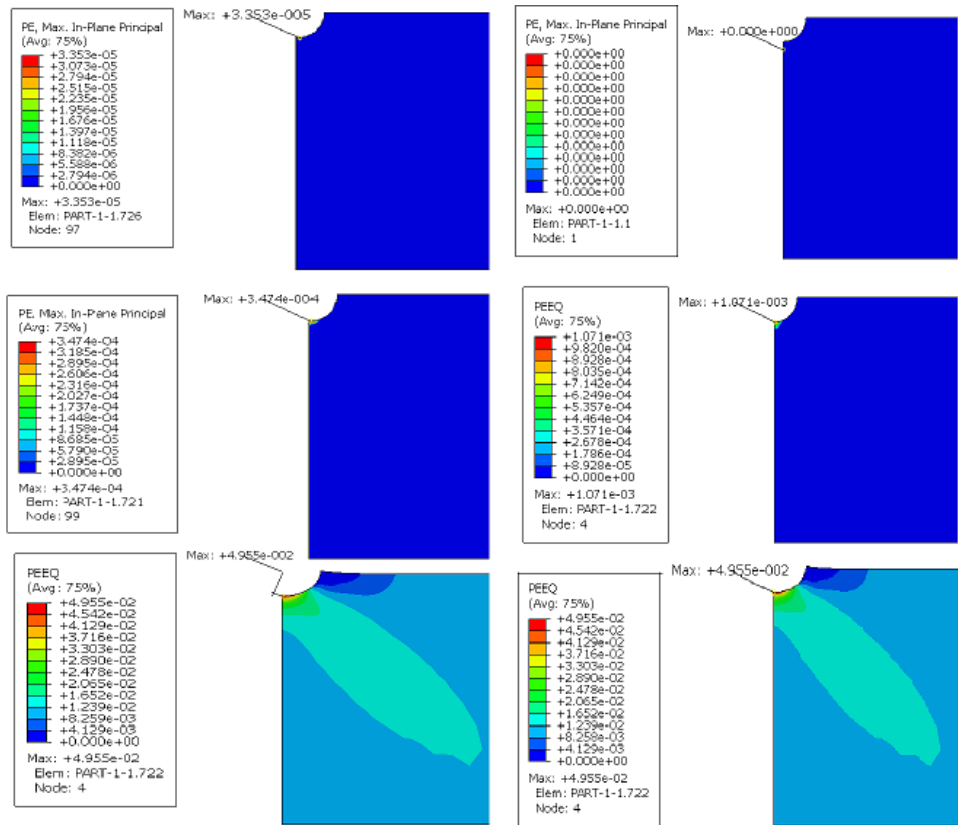 PE, Max. In-Plane Principal
(Avg: 75%)
+3.353e-05
+3.073e-05
+2.794e-05
+2.515e-05
+2.235e-05
+1.956e-05
+1.676e-05
+1.397e-05
+1.118e-05
+8.382e-06
+5.588e-06
+2.794e-06
+0.000e+00
Max: +3.353e-05
Elem: PART-1-1.726
Node: 97
Max: +3.353e-005
PE, Max. In-Plane Principal
(Avg: 75%)
+0.000e+00
+0.000e+00
+0.000e+00
+0.000e+00
+0.000e+00
+0.000e+00
+0.000e+00
+0.000e+00
+0.000e+00
+0.000e+00
+0.000e+00
+0.000e+00
+0.000e+00
Max: +0.000e+00
Elem: PART-1-1.1
Node: 1
Max: +0.000e+000
PE, Max. In-Plane Principal
(Avg: 75%)
+3.474e-04
+3.185e-04
+2.895e-04
+2.606e-04
+2.316e-04
+2.027e-04
+1.737e-04
+1.448e-04
+1.158e-04
+8.685e-05
+5.790e-05
+2.895e-05
+0.000e+00
Max: +3.474e-04
Elem: PART-1-1.721
Node: 99
Max: +3.474e-004
PEEQ
(Avg: 75%)
+1.071e-03
+9.820e-04
+8.928e-04
+8.035e-04
+7.142e-04
+6.249e-04
+5.357e-04
+4.464e-04
+3.571e-04
+2.678e-04
+1.786e-04
+8.928e-05
+0.000e+00
Max: +1.071e-03
Elem: PART-1-1.722
Node: 4
Max: +1.071e-003
PEEQ
(Avg: 75%)
+4.955e-02
+4.542e-02
+4.129e-02
+3.716e-02
+3.303e-02
+2.890e-02
+2.478e-02
+2.065e-02
+1.652e-02
+1.239e-02
+8.259e-03
+4.129e-03
+0.000e+00
Max: +4.955e-02
Elem: PART-1-1.722
Node: 4
Max: +4.955e-002
PEEQ
(Avg: 75%)
+4.955e-02
+4.542e-02
+4.129e-02
+3.716e-02
+3.303e-02
+2.890e-02
+2.478e-02
+2.065e-02
+1.652e-02
+1.239e-02
+8.258e-03
+4.129e-03
+0.000e+00
Max: +4.955e-02
Elem: PART-1-1.722
Node: 4
Max: +4.955e-002